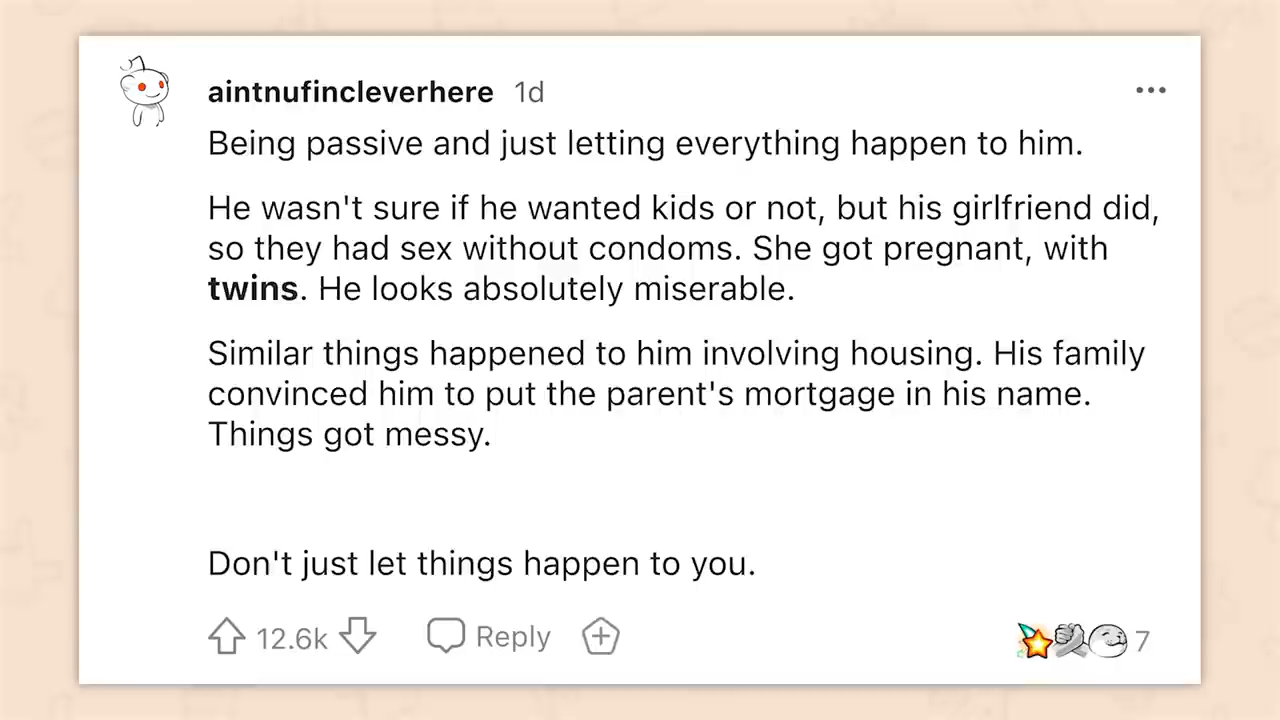 aintnufincleverhere 1d
Being passive and just letting everything happen to him.
He wasn't sure if he wanted kids or not, but his girlfriend did,
so they had sex without condoms. She got pregnant, with
twins. He looks absolutely miserable.
Similar things happened to him involving housing. His family
convinced him to put the parent's mortgage in his name.
Things got messy.
Don't just let things happen to you.
12.6k Reply 7